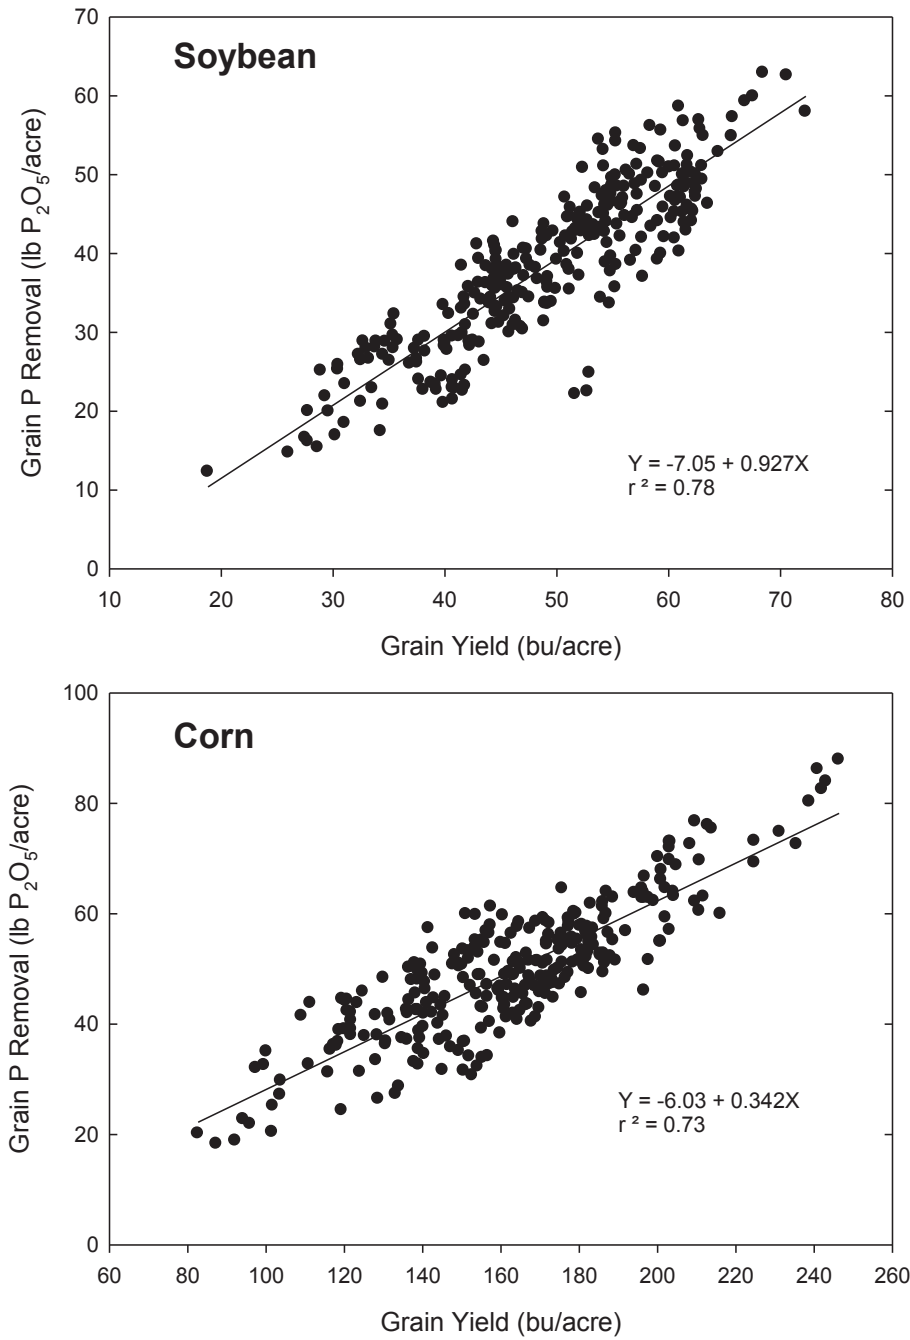 Soybean
70
60
50
40
30
20
10
0
Grain P Removal (lb P₂O₅/acre)
Y = -7.05 + 0.927X
r ² = 0.78
10 20 30 40 50 60 70 80
Grain Yield (bu/acre)
Corn
100
80
60
40
20
0
Grain P Removal (lb P₂O₅/acre)
Y = -6.03 + 0.342X
r ² = 0.73
60 80 100 120 140 160 180 200 220 240 260
Grain Yield (bu/acre)